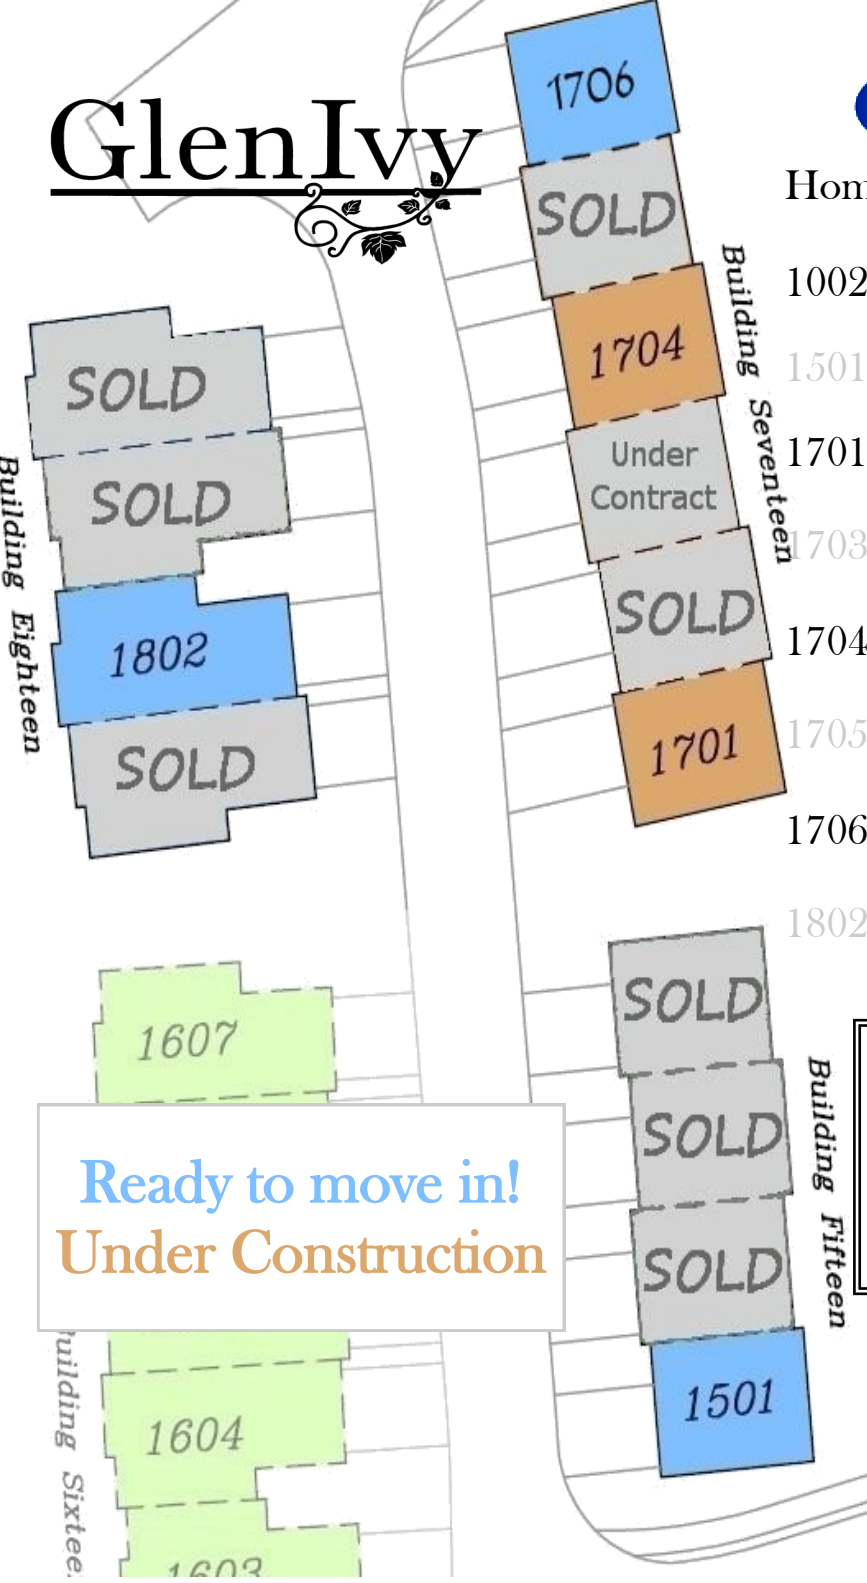 GlenIvy
1706
SOLD
1704
Under
Contract
SOLD
1701
Building Seventeen
SOLD
SOLD
1802
SOLD
Building Eighteen
1607
Ready to move in!
Under Construction
1604
1603
SOLD
SOLD
SOLD
1501
Building Fifteen
1002
1501
1701
1703
1704
1705
1706
1802